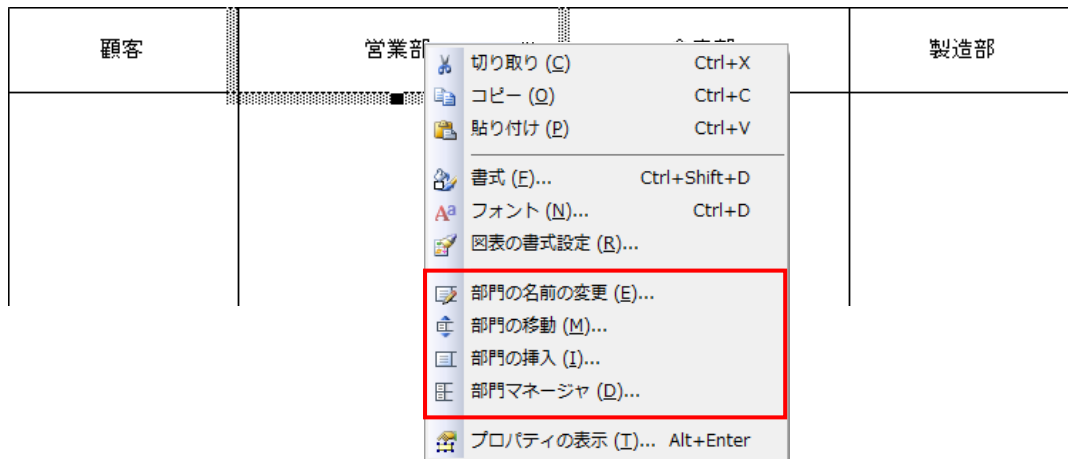 顧客 営業部 製造部
切り取り (C) Ctrl+X
コピー (O) Ctrl+C
貼り付け (P) Ctrl+V
書式 (F)... Ctrl+Shift+D
フォント (N)... Ctrl+D
図表の書式設定 (R)...
部門の名前の変更 (E)...
部門の移動 (M)...
部門の挿入 (I)...
部門マネージャ (D)...
プロパティの表示 (T)... Alt+Enter